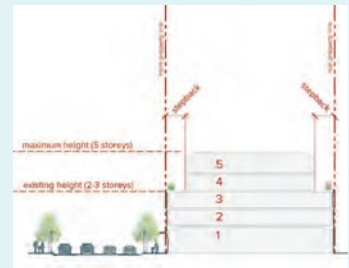 stepback
stepback
maximum height (5 storeys)
5
4
existing height (2-3 storeys)
3
2
1